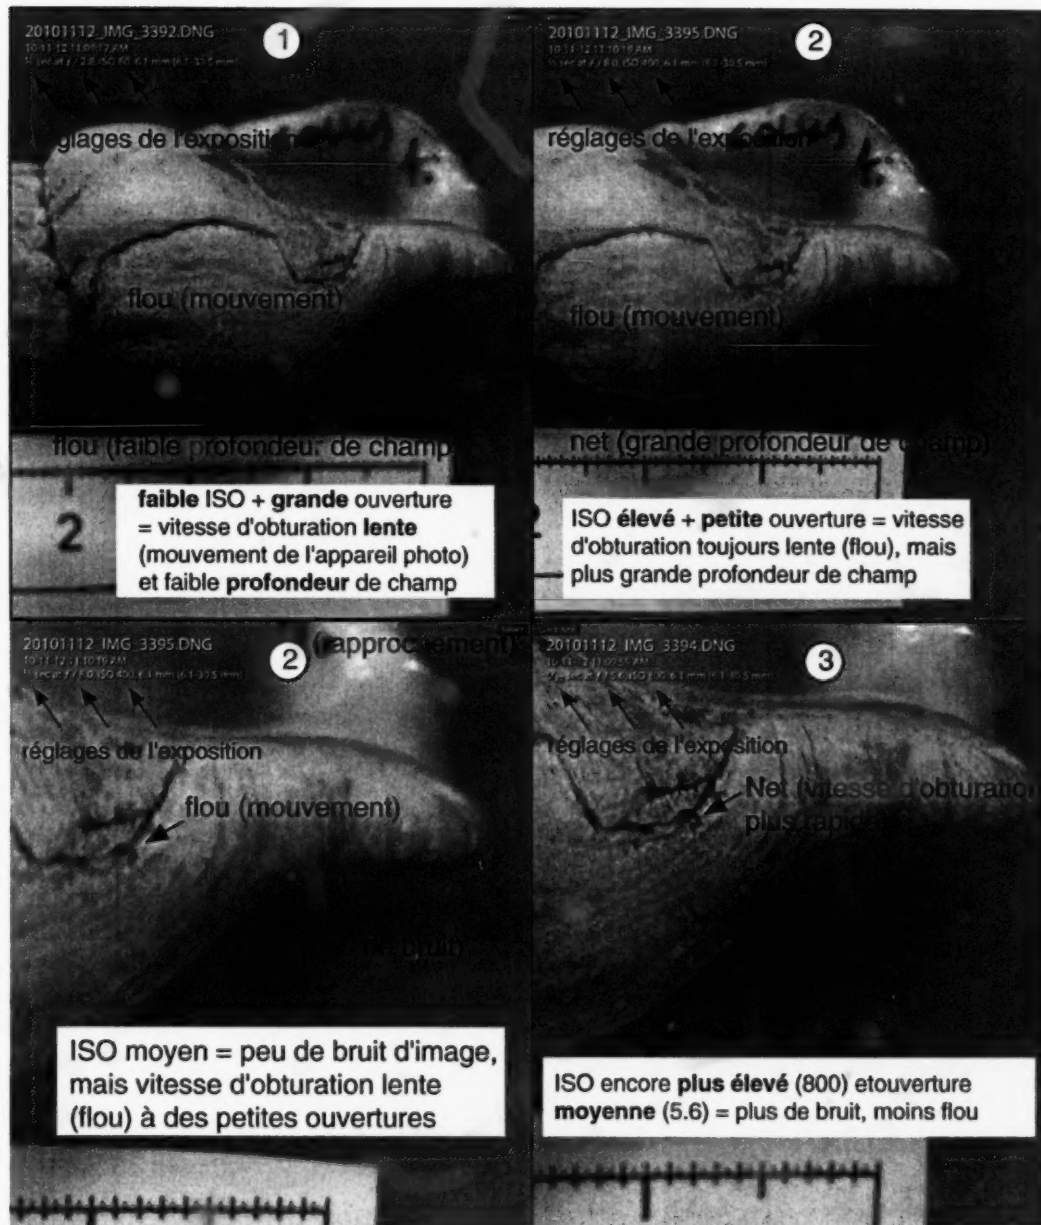 20101112_IMG_3392.DNG
1
réglages de l'exposition
flou (mouvement)
flou (faible profondeur de champ)
2
faible ISO + grande ouverture
= vitesse d'obturation lente
(mouvement de l'appareil photo)
et faible profondeur de champ
20101112_IMG_3395.DNG
2
réglages de l'exposition
flou (mouvement)
net (grande profondeur de champ)
ISO élevé + petite ouverture = vitesse
d'obturation toujours lente (flou), mais
plus grande profondeur de champ
20101112_IMG_3395.DNG
2
(rapprochement)
réglages de l'exposition
flou (mouvement)
bruit)
ISO moyen = peu de bruit d'image,
mais vitesse d'obturation lente
(flou) à des petites ouvertures
20101112_IMG_3394.DNG
3
réglages de l'exposition
Net (vitesse d'obturation
plus rapide
ISO encore plus élevé (800) etouverture
moyenne (5.6) = plus de bruit, moins flou